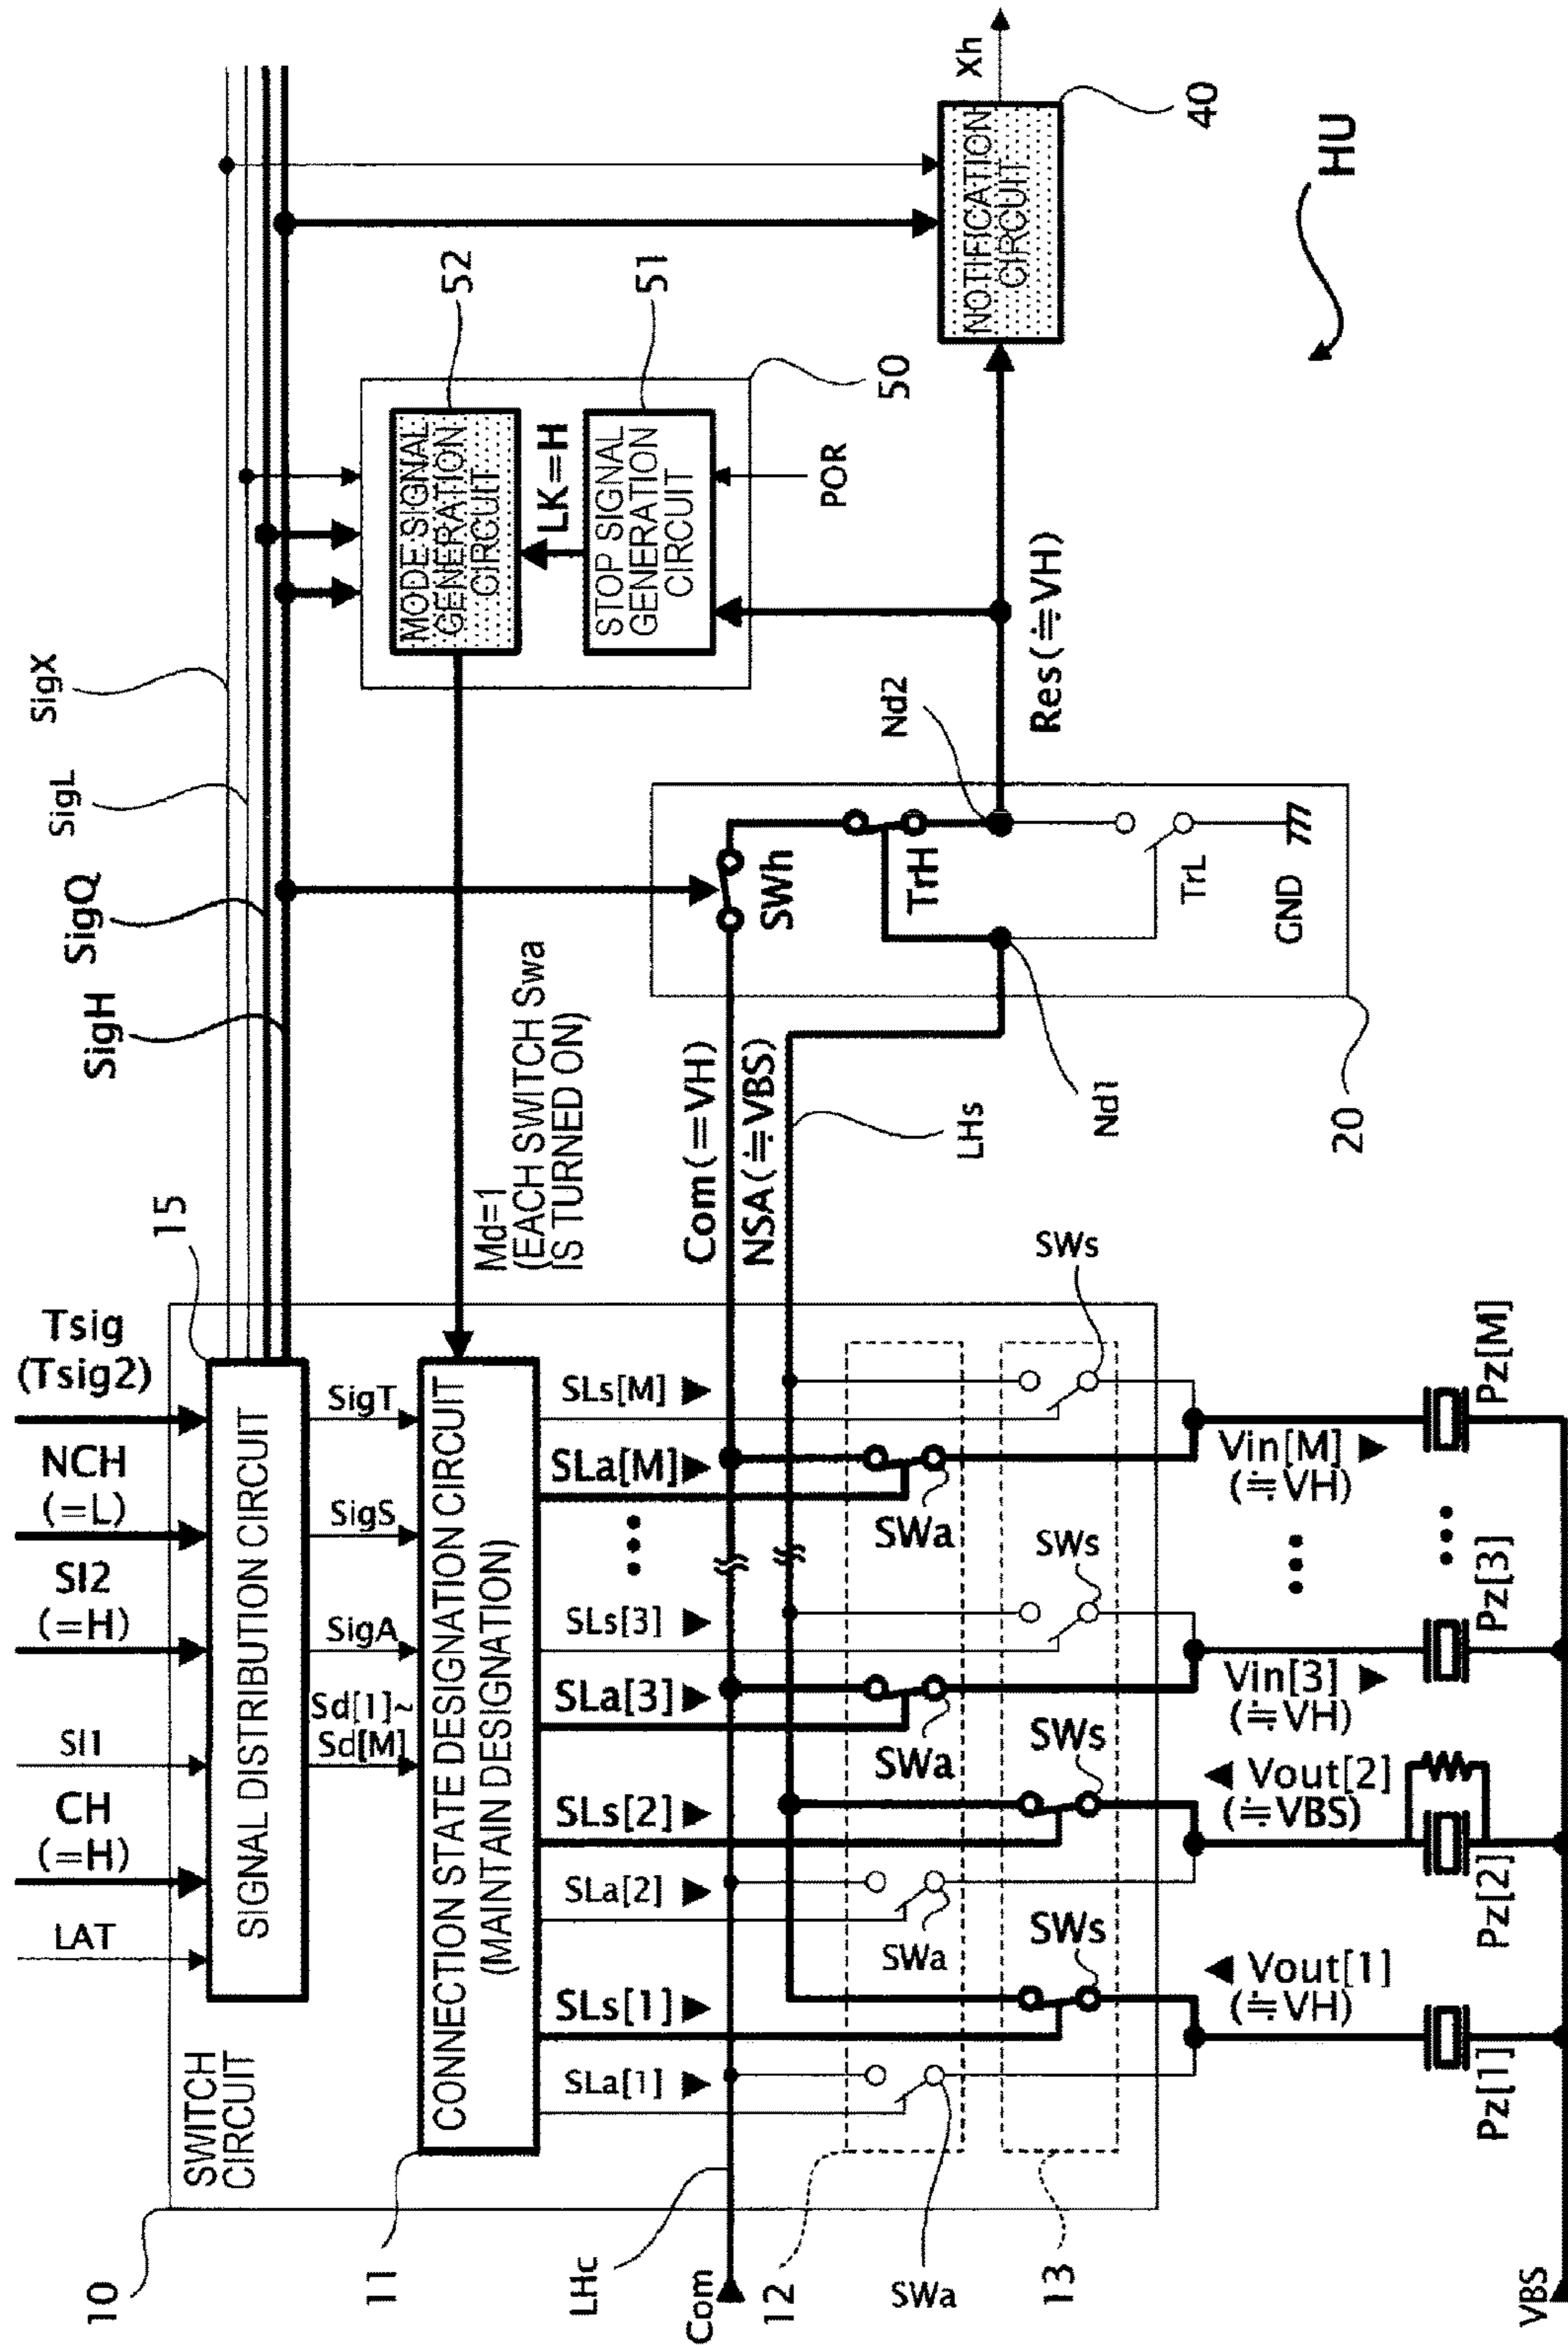 Tsig
(Tsig2)
NCH
(=L)
SI2
(=H)
SI1
CH
(=H)
LAT
15
SigH
SigQ
SigL
SigX
10
SWITCH
CIRCUIT
SIGNAL DISTRIBUTION CIRCUIT
SigT
SigS
SigA
Sd[1]~
Sd[M]
11
CONNECTION STATE DESIGNATION CIRCUIT
(MAINTAIN DESIGNATION)
Md=1
(EACH SWITCH Swa
IS TURNED ON)
MODE SIGNAL
GENERATION
CIRCUIT
52
LK=H
STOP SIGNAL
GENERATION
CIRCUIT
51
50
POR
SLa[1]
SLs[1]
SLa[2]
SLs[2]
SLa[3]
SLs[3]
SLa[M]
SLs[M]
LHc
Com
Com(=VH)
NSA(≒VBS)
LHs
SWh
TrH
TrL
GND
Nd1
Nd2
20
Res(≒VH)
NOTIFICATION
CIRCUIT
Xh
40
HU
12
SWa
SWa
SWa
SWa
13
SWs
SWs
SWs
SWs
Vout[1]
(≒VH)
Vout[2]
(≒VBS)
Vin[3]
(≒VH)
Vin[M]
(≒VH)
Pz[1]
Pz[2]
Pz[3]
Pz[M]
VBS